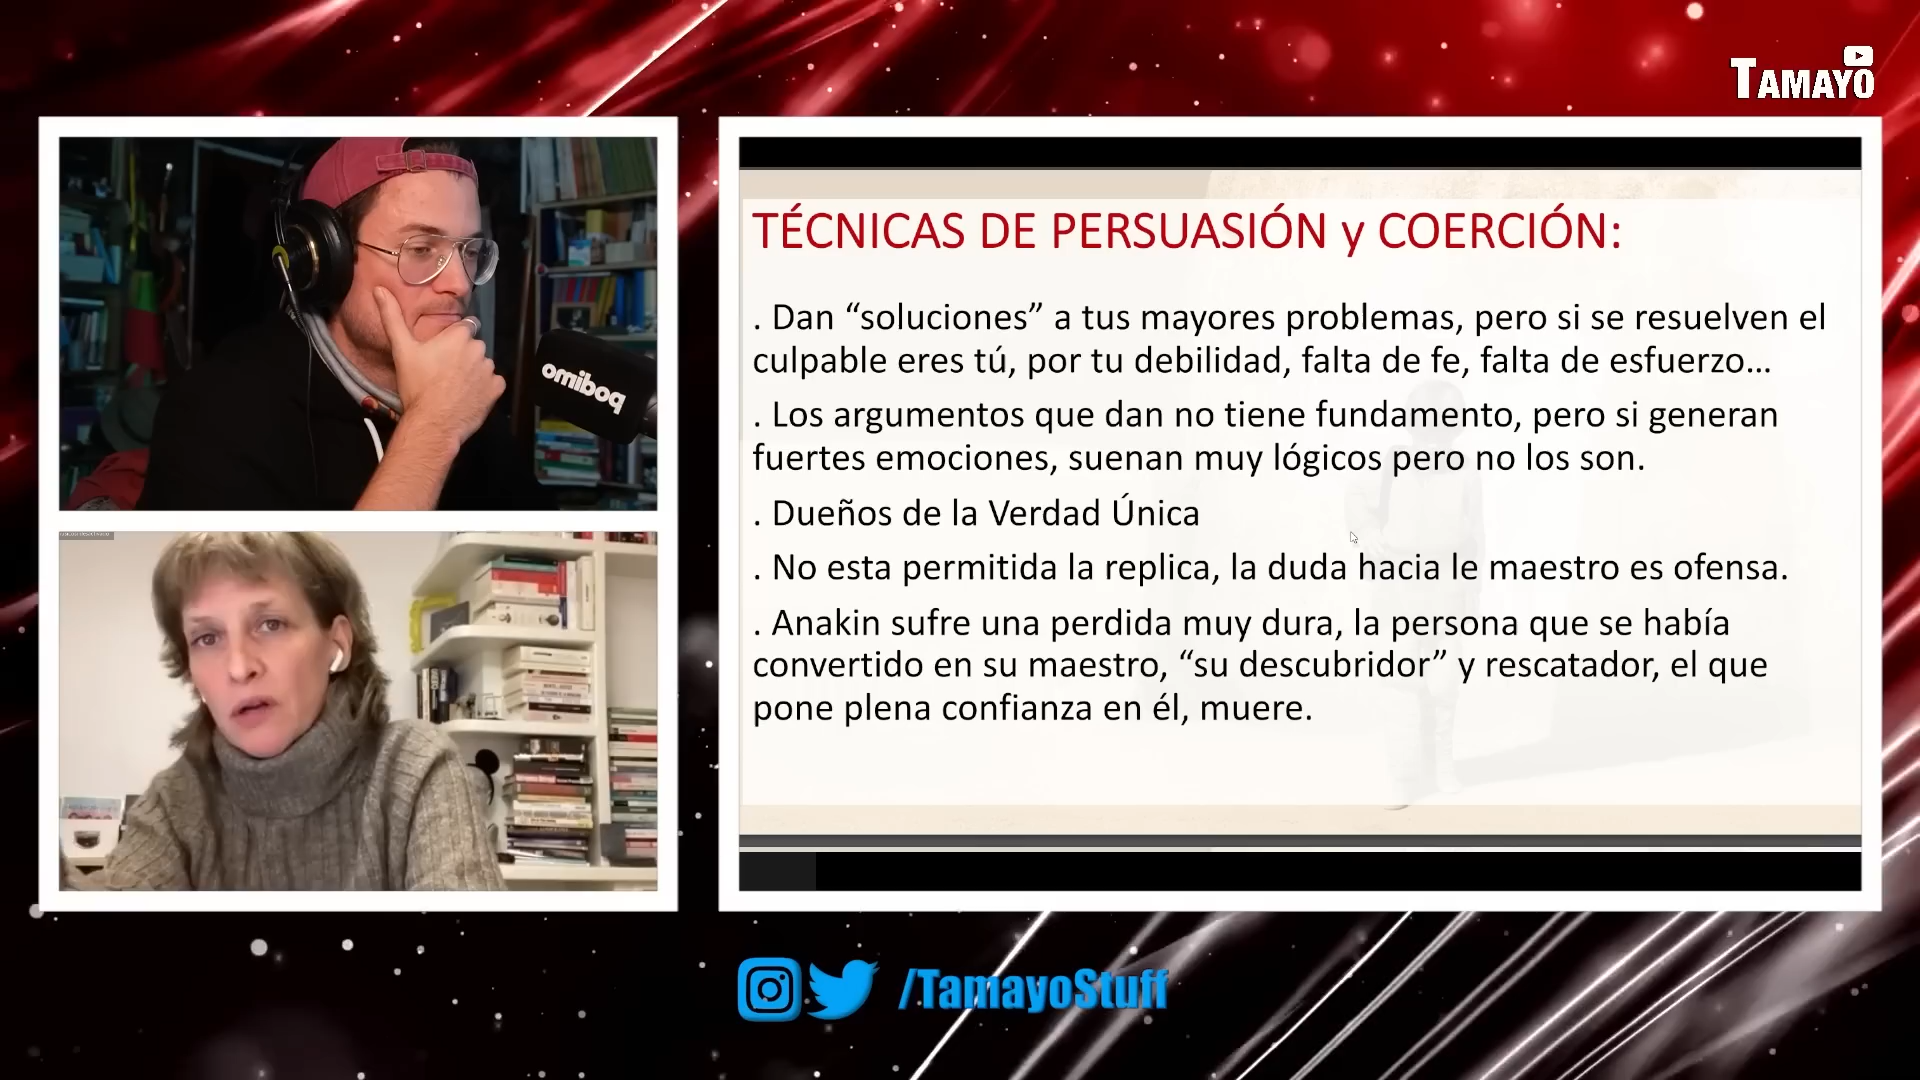 TAMAYO
TÉCNICAS DE PERSUASIÓN y COERCIÓN:
. Dan “soluciones” a tus mayores problemas, pero si se resuelven el
culpable eres tú, por tu debilidad, falta de fe, falta de esfuerzo...
. Los argumentos que dan no tiene fundamento, pero si generan
fuertes emociones, suenan muy lógicos pero no los son.
. Dueños de la Verdad Única
. No esta permitida la replica, la duda hacia le maestro es ofensa.
. Anakin sufre una perdida muy dura, la persona que se había
convertido en su maestro, “su descubridor” y rescatador, el que
pone plena confianza en él, muere.
omiboq
/TamayoStuff